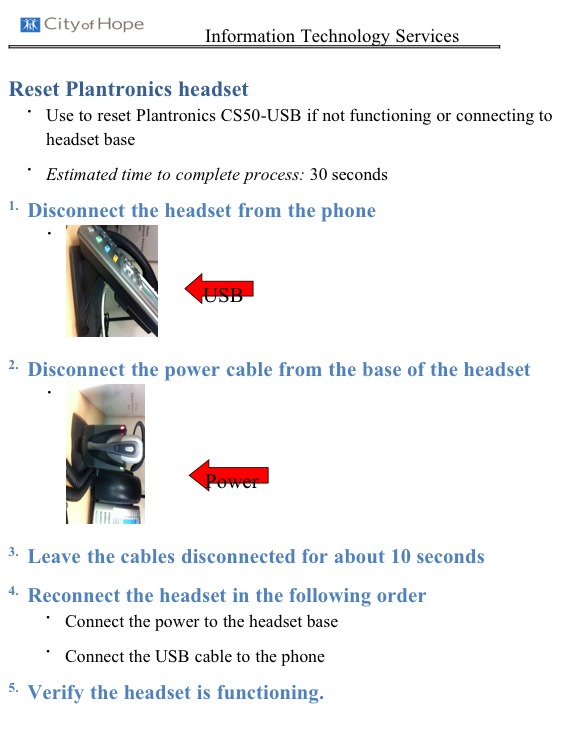 City of Hope
Information Technology Services
Reset Plantronics headset
· Use to reset Plantronics CS50-USB if not functioning or connecting to
headset base
· Estimated time to complete process: 30 seconds
1. Disconnect the headset from the phone
·
USB
2. Disconnect the power cable from the base of the headset
·
Power
3. Leave the cables disconnected for about 10 seconds
4. Reconnect the headset in the following order
· Connect the power to the headset base
· Connect the USB cable to the phone
5. Verify the headset is functioning.